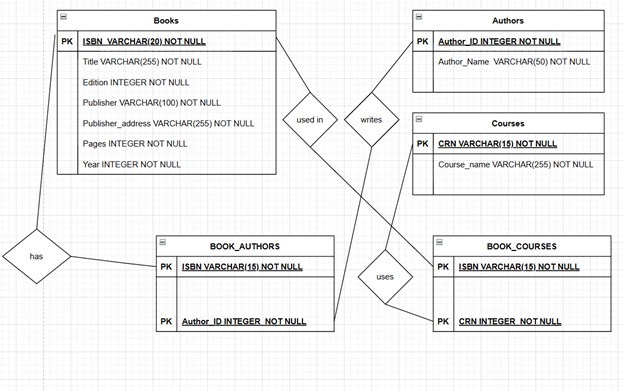 Books
PK ISBN VARCHAR(20) NOT NULL
Title VARCHAR(255) NOT NULL
Edition INTEGER NOT NULL
Publisher VARCHAR(100) NOT NULL
Publisher_address VARCHAR(255) NOT NULL
Pages INTEGER NOT NULL
Year INTEGER NOT NULL
Authors
PK Author_ID INTEGER NOT NULL
Author_Name VARCHAR(50) NOT NULL
used in
writes
Courses
PK CRN VARCHAR(15) NOT NULL
Course_name VARCHAR(255) NOT NULL
has
BOOK_AUTHORS
PK ISBN VARCHAR(15) NOT NULL
PK Author_ID INTEGER NOT NULL
uses
BOOK_COURSES
PK ISBN VARCHAR(15) NOT NULL
PK CRN INTEGER NOT NULL